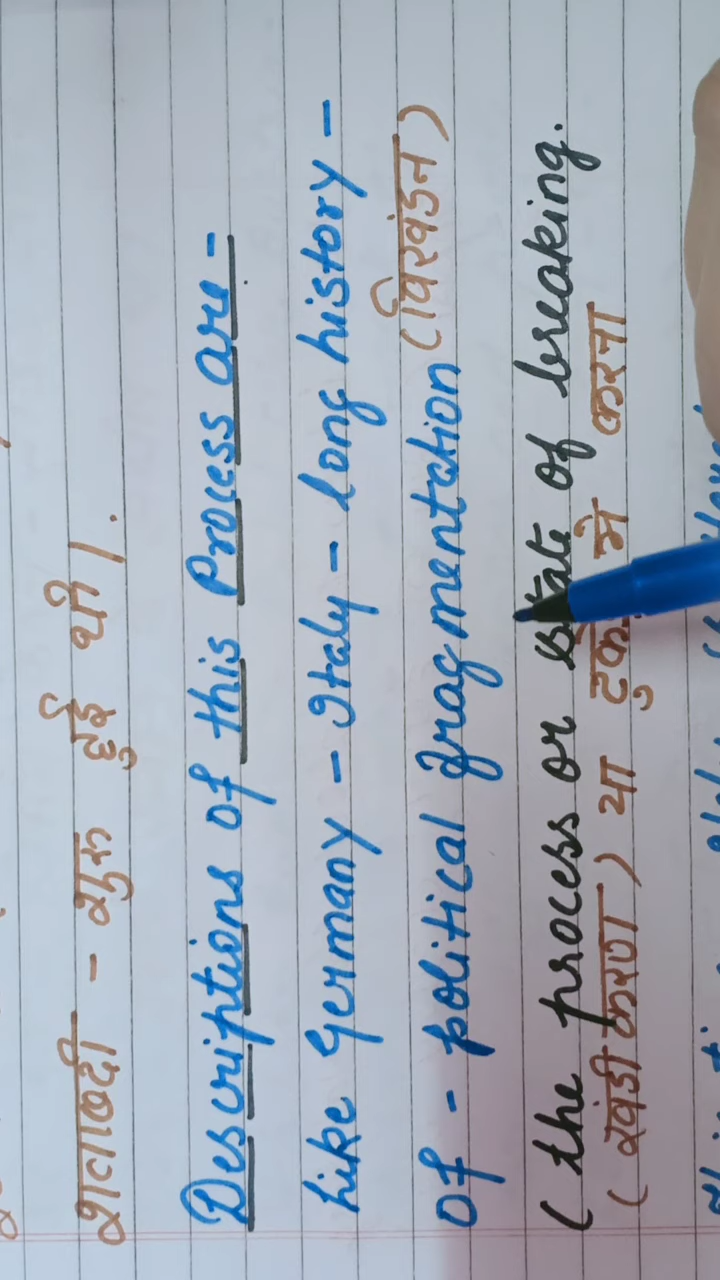 शताब्दी - शुरू हुई थी।.
Descriptions of this Process are -
Like Germany - Italy - long history -
Of - political fragmentation (विखंडन)
(the process or state of breaking.
(खंडीकरण) या टुकड़े मे करना